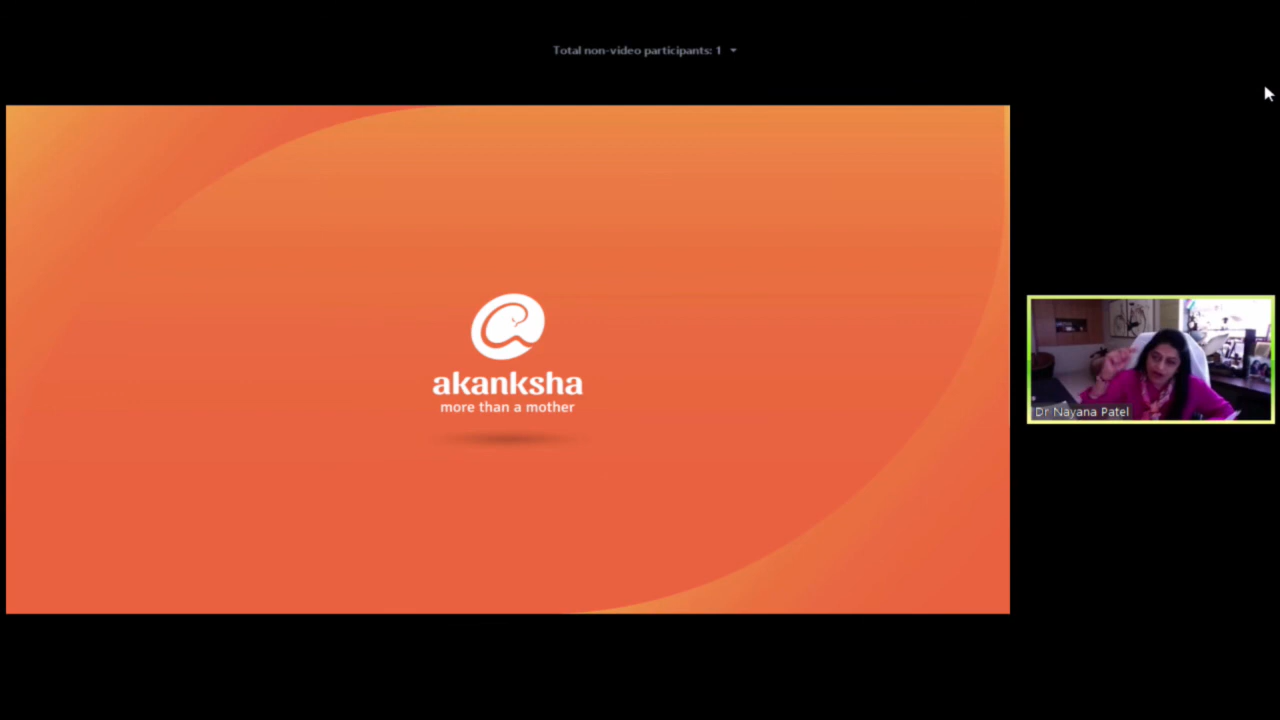 Total non-video participants: 1
akanksha
more than a mother
Dr Nayana Patel